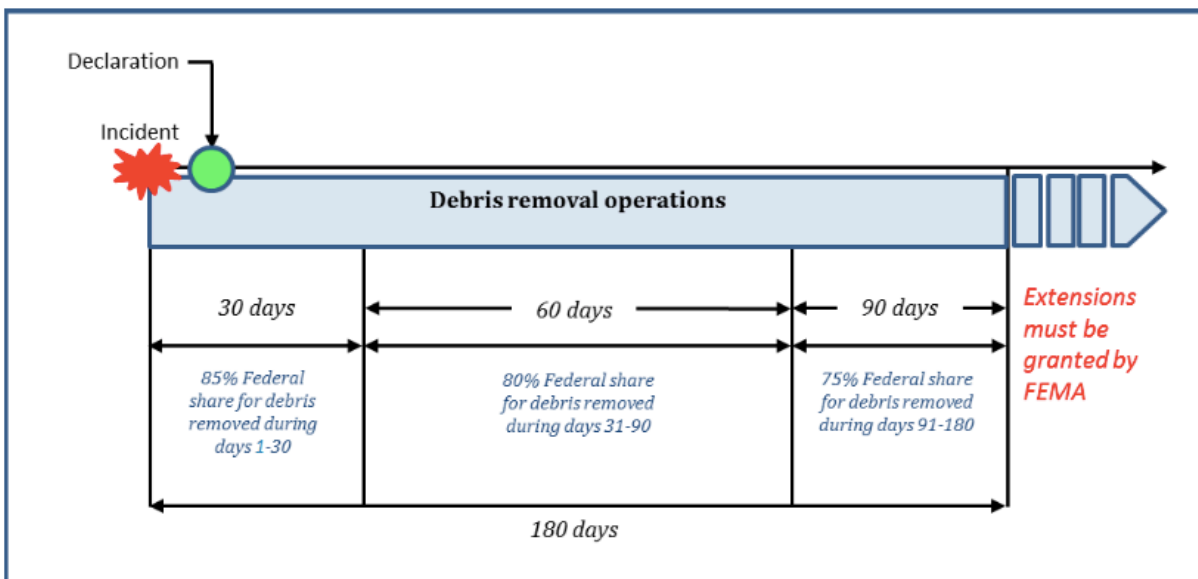 Declaration
Incident
Debris removal operations
30 days
60 days
90 days
Extensions
must be
granted by
FEMA
85% Federal
share for debris
removed during
days 1-30
80% Federal share
for debris removed
during days 31-90
75% Federal share
for debris removed
during days 91-180
180 days